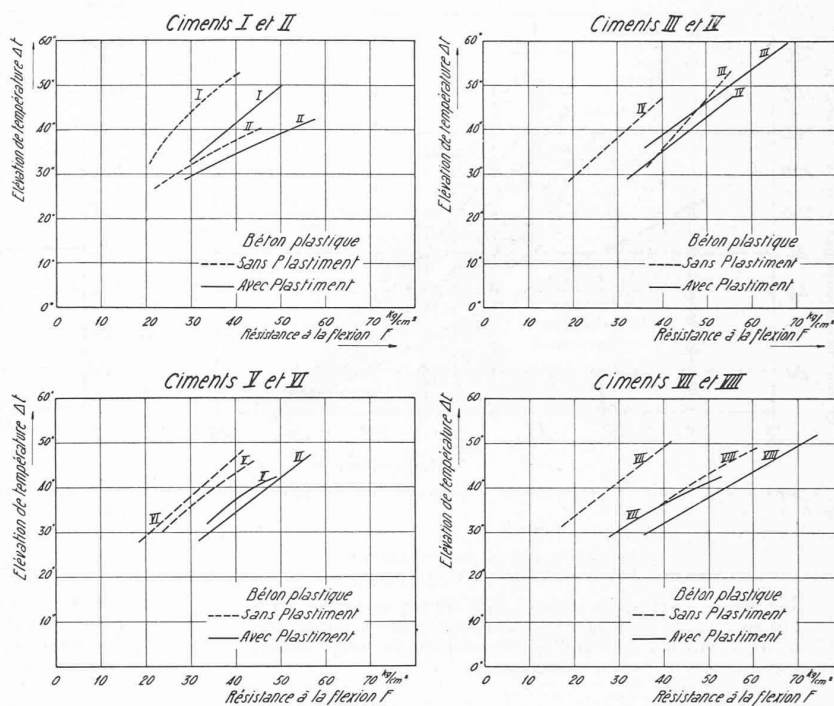 Ciments I et II
Elévation de température Δt
60°
50°
40°
30°
20°
10°
0°
I
I
II
II
Béton plastique
Sans Plastiment
Avec Plastiment
0 10 20 30 40 50 60 70 kg/cm²
Résistance à la flexion F
Ciments III et IV
Elévation de température Δt
60°
50°
40°
30°
20°
10°
0°
III
III
IV
IV
Béton plastique
Sans Plastiment
Avec Plastiment
0 10 20 30 40 50 60 70 kg/cm²
Résistance à la flexion F
Ciments V et VI
Elévation de température Δt
60°
50°
40°
30°
20°
10°
0°
V
VI
V
VI
Béton plastique
Sans Plastiment
Avec Plastiment
0 10 20 30 40 50 60 70 kg/cm²
Résistance à la flexion F
Ciments VII et VIII
Elévation de température Δt
60°
50°
40°
30°
20°
10°
0°
VII
VIII
VIII
VII
Béton plastique
Sans Plastiment
Avec Plastiment
0 10 20 30 40 50 60 70 kg/cm²
Résistance à la flexion F